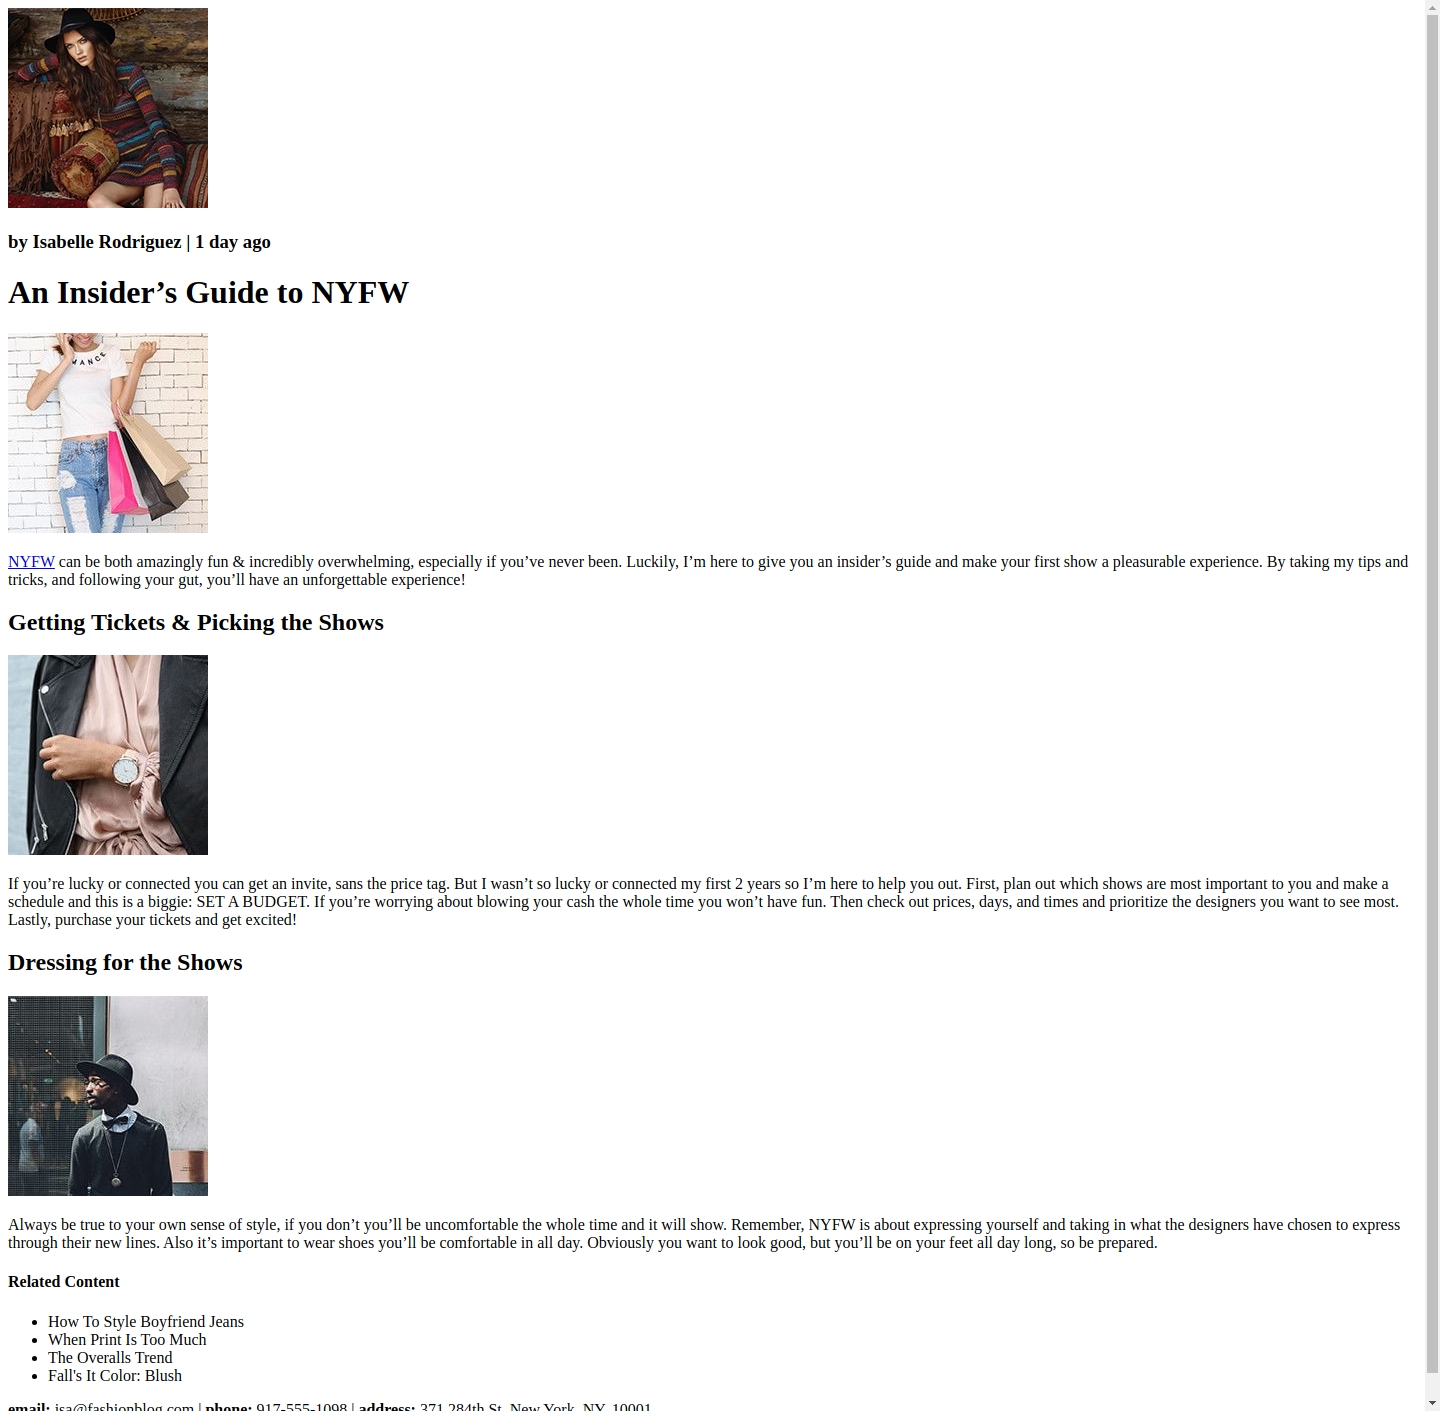 by Isabelle Rodriguez | 1 day ago
An Insider’s Guide to NYFW
MANCE
NYFW can be both amazingly fun & incredibly overwhelming, especially if you’ve never been. Luckily, I’m here to give you an insider’s guide and make your first show a pleasurable experience. By taking my tips and
tricks, and following your gut, you’ll have an unforgettable experience!
Getting Tickets & Picking the Shows
If you’re lucky or connected you can get an invite, sans the price tag. But I wasn’t so lucky or connected my first 2 years so I’m here to help you out. First, plan out which shows are most important to you and make a
schedule and this is a biggie: SET A BUDGET. If you’re worrying about blowing your cash the whole time you won’t have fun. Then check out prices, days, and times and prioritize the designers you want to see most.
Lastly, purchase your tickets and get excited!
Dressing for the Shows
Always be true to your own sense of style, if you don’t you’ll be uncomfortable the whole time and it will show. Remember, NYFW is about expressing yourself and taking in what the designers have chosen to express
through their new lines. Also it’s important to wear shoes you’ll be comfortable in all day. Obviously you want to look good, but you’ll be on your feet all day long, so be prepared.
Related Content
How To Style Boyfriend Jeans
When Print Is Too Much
The Overalls Trend
Fall's It Color: Blush
email: isa@fashionblog.com | phone: 917-555-1098 | address: 371 284th St, New York, NY, 10001